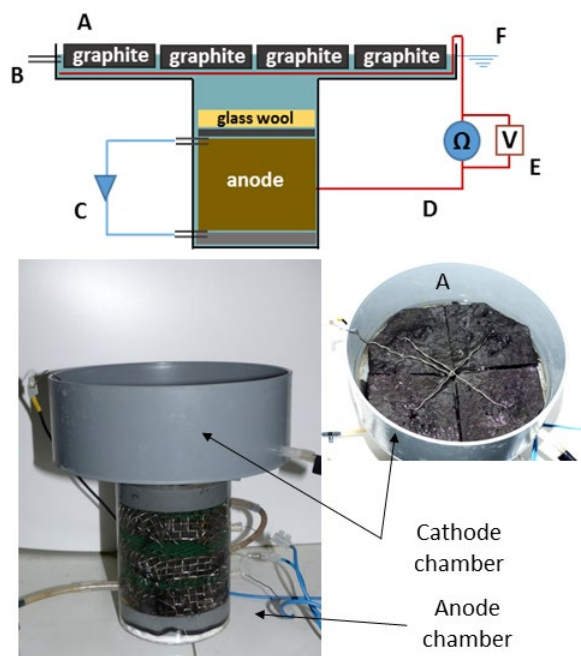 A
F
graphite graphite graphite graphite
B
glass wool
Ω V
anode
E
C
D
A
Cathode
chamber
Anode
chamber